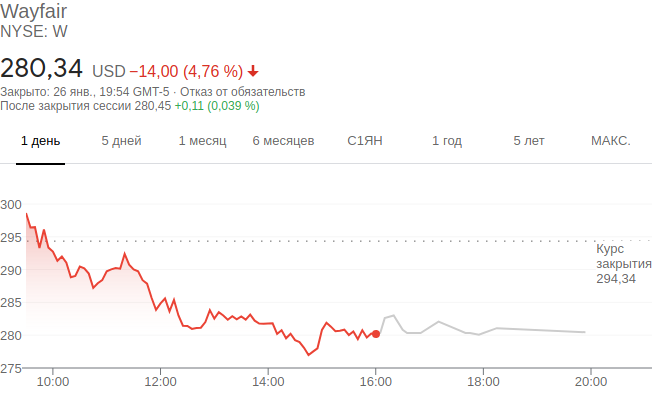 Wayfair
NYSE: W
280,34 USD −14,00 (4,76 %)
Закрыто: 26 янв., 19:54 GMT-5 · Отказ от обязательств
После закрытия сессии 280,45 +0,11 (0,039 %)
1 день 5 дней 1 месяц 6 месяцев С1ЯН 1 год 5 лет МАКС.
300
295
290
285
280
275
Курс
закрытия
294,34
10:00 12:00 14:00 16:00 18:00 20:00